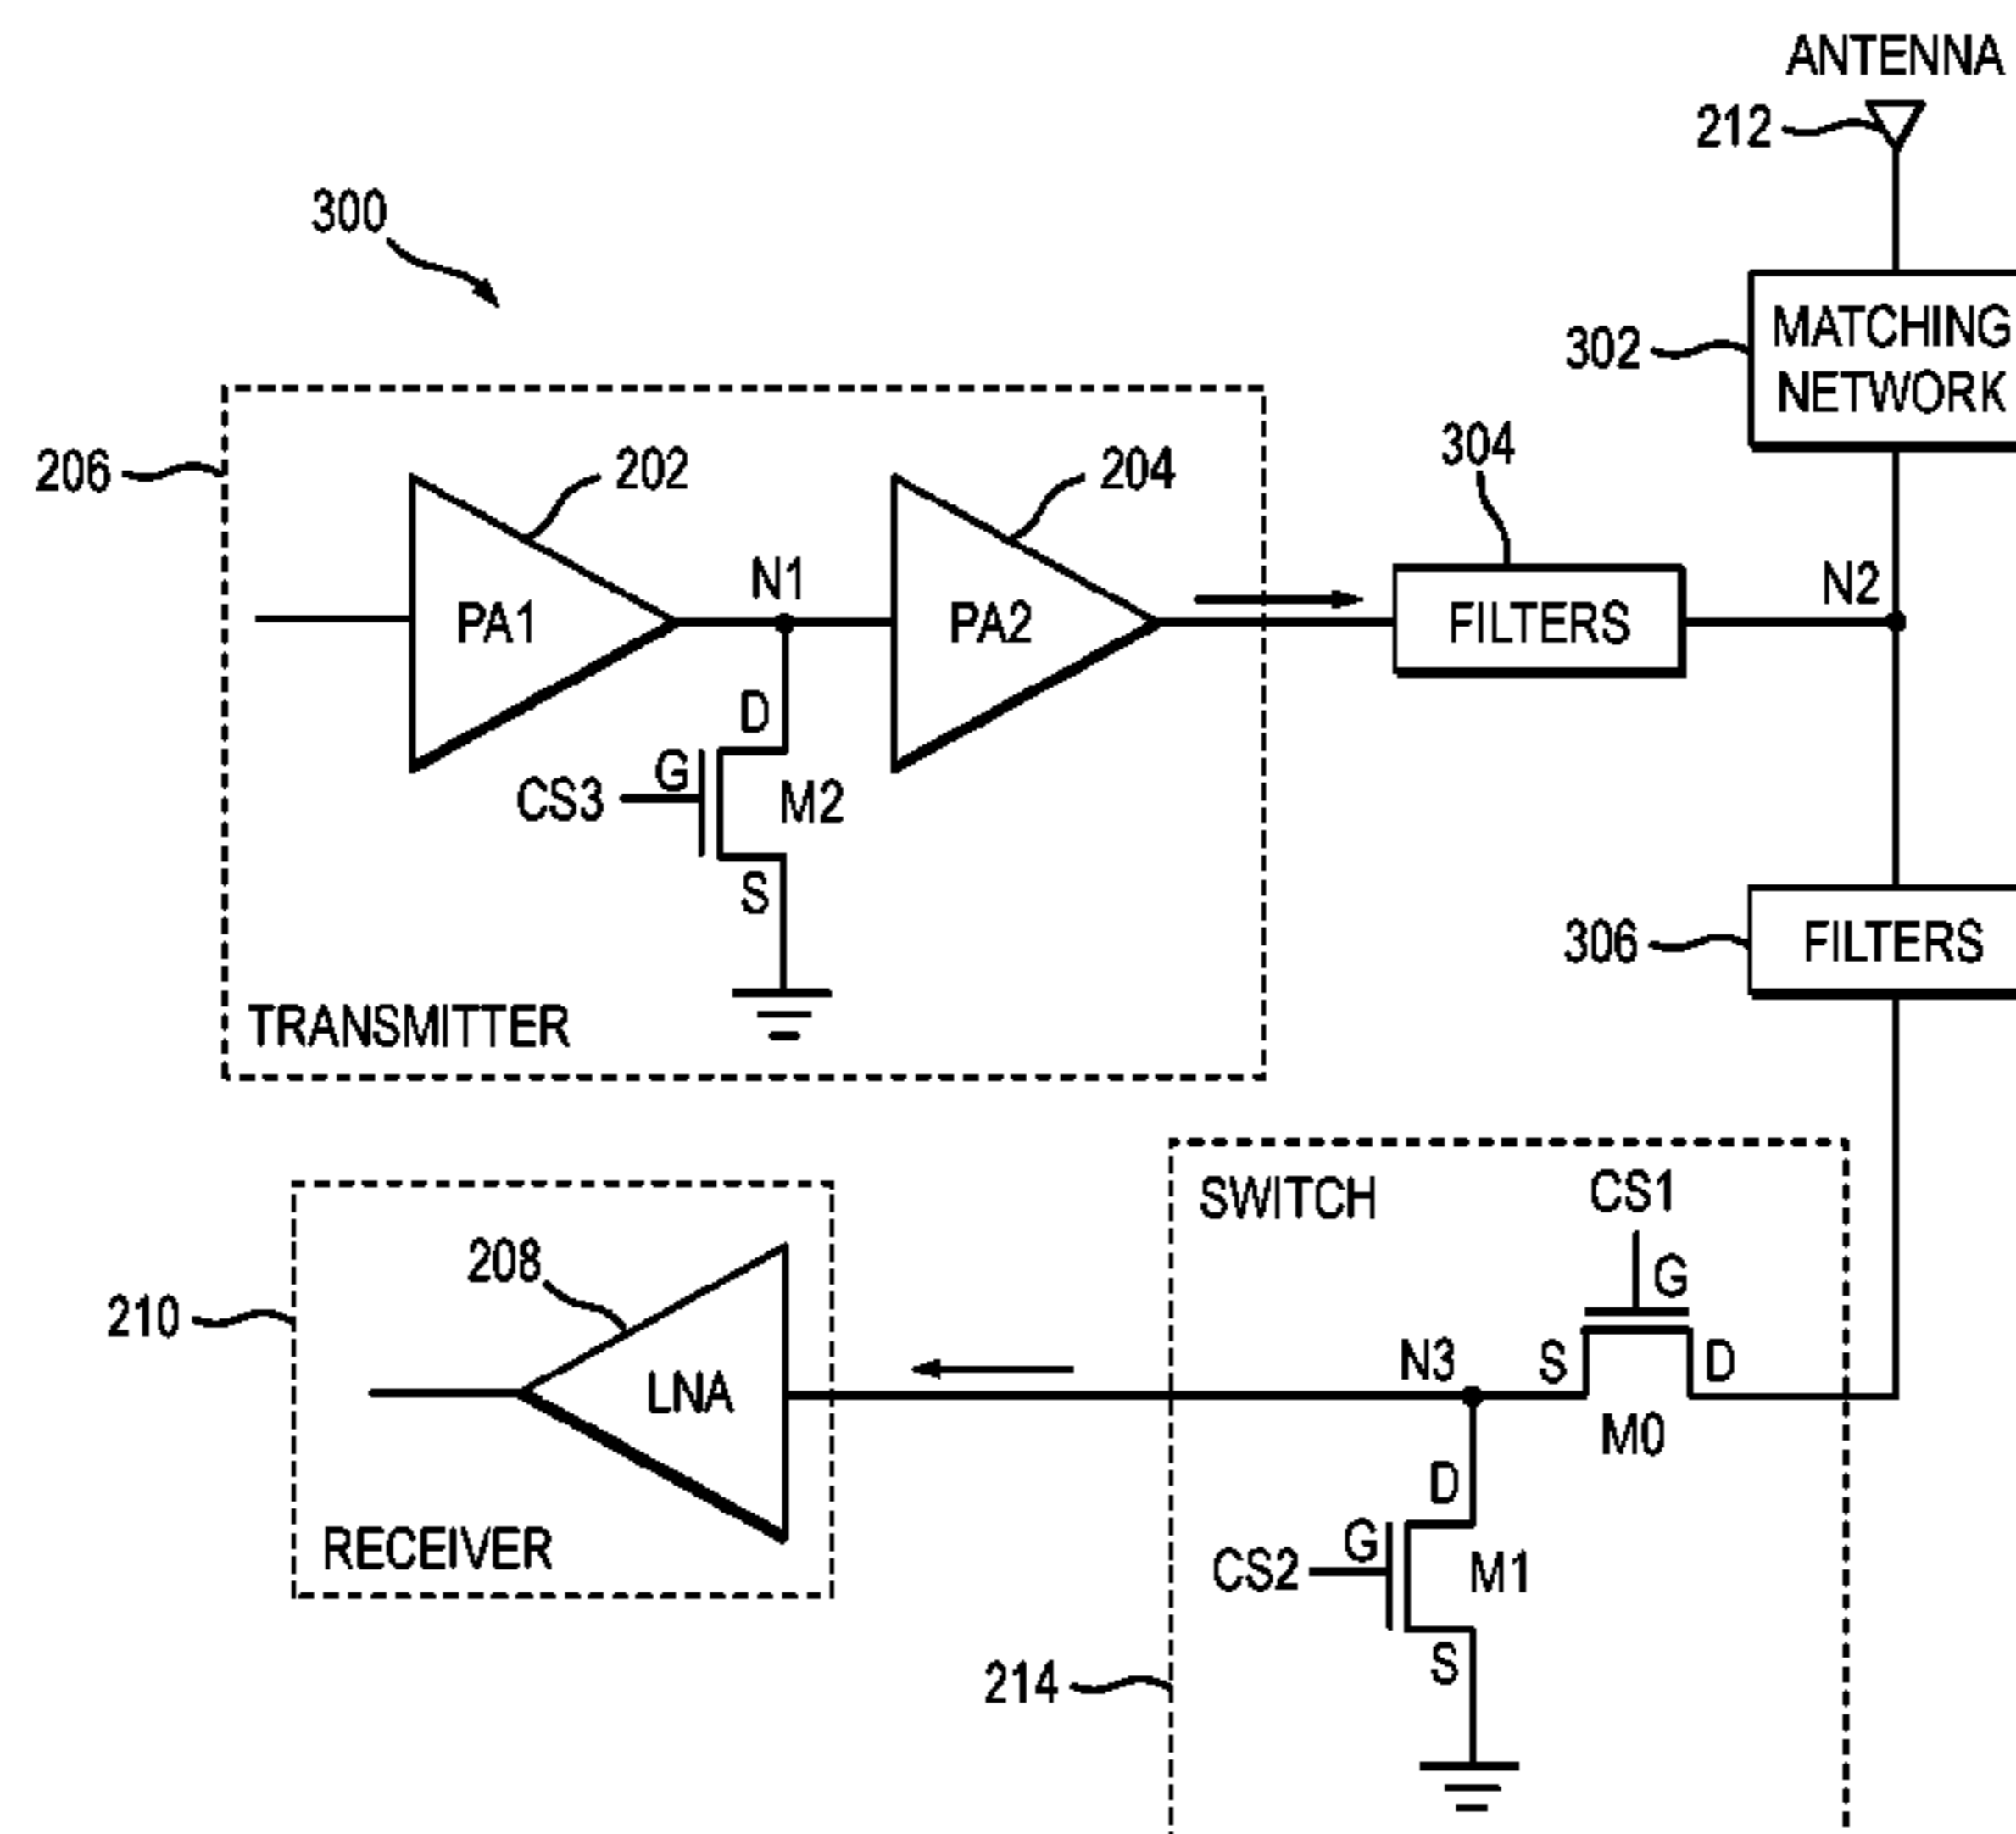 ANTENNA
212
300
MATCHING
NETWORK
302
206
202
204
304
PA1
N1
PA2
FILTERS
N2
D
G
CS3
M2
S
TRANSMITTER
306
FILTERS
SWITCH
CS1
G
208
210
LNA
N3
S
D
M0
RECEIVER
D
G
CS2
M1
S
214